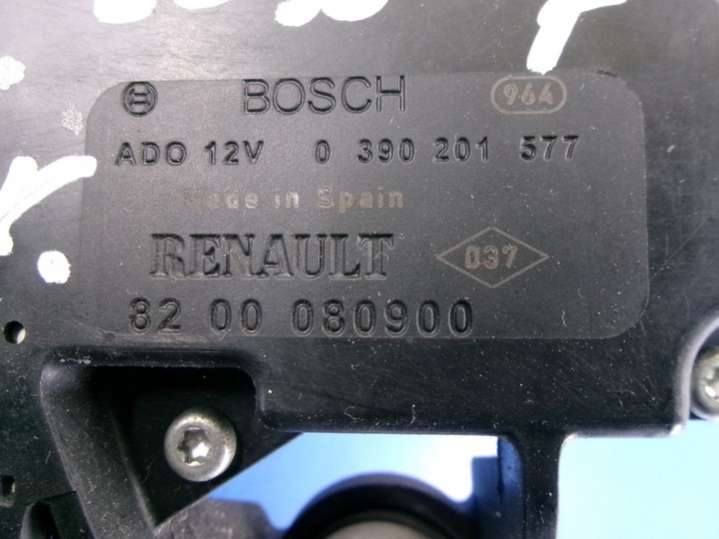 BOSCH 964
ADO 12V 0 390 201 577
Made in Spain
RENAULT 037
82 00 080900